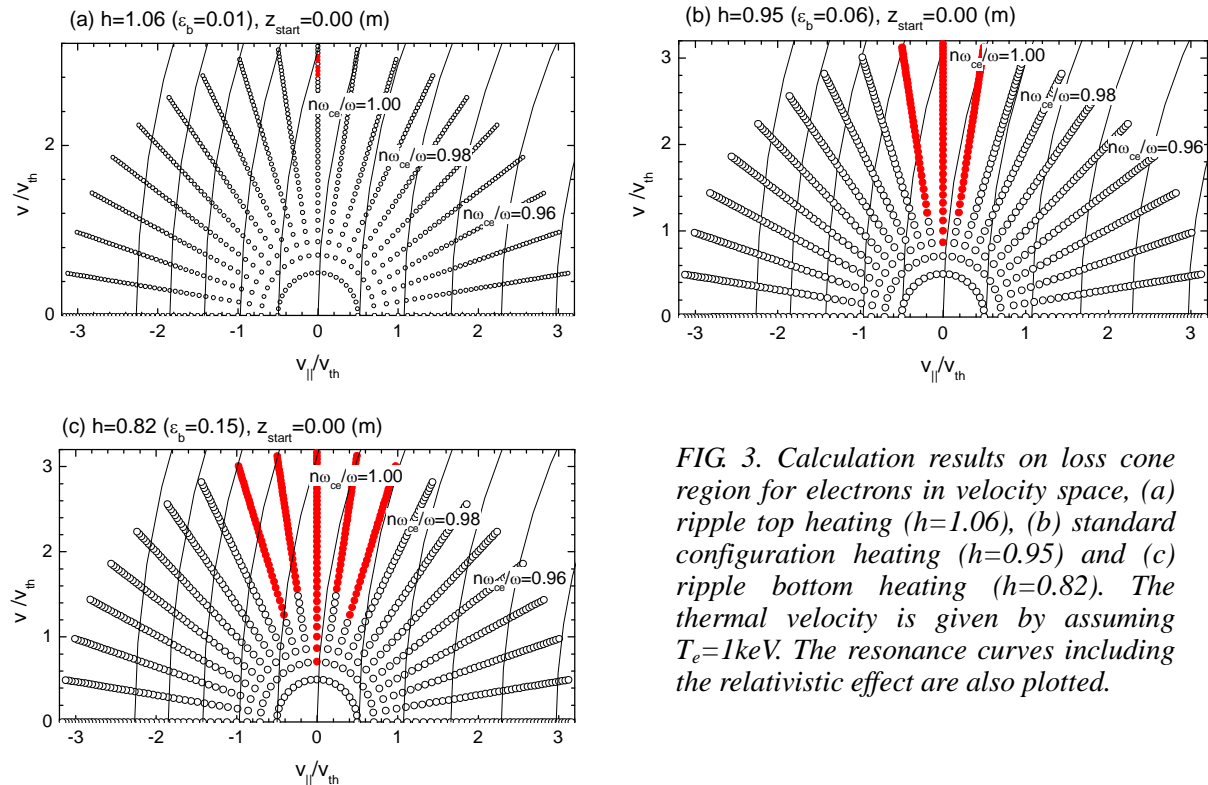 (a) h=1.06 (ε_b=0.01), z_start=0.00 (m)
2
0
v /v_th
nω_ce/ω=1.00
nω_ce/ω=0.98
nω_ce/ω=0.96
-3 -2 -1 0 1 2 3
v_||/v_th
(b) h=0.95 (ε_b=0.06), z_start=0.00 (m)
3
2
1
0
v /v_th
nω_ce/ω=1.00
nω_ce/ω=0.98
nω_ce/ω=0.96
-3 -2 -1 0 1 2 3
v_||/v_th
(c) h=0.82 (ε_b=0.15), z_start=0.00 (m)
3
2
1
0
v /v_th
nω_ce/ω=1.00
nω_ce/ω=0.98
nω_ce/ω=0.96
-3 -2 -1 0 1 2 3
v_||/v_th
FIG. 3. Calculation results on loss cone
region for electrons in velocity space, (a)
ripple top heating (h=1.06), (b) standard
configuration heating (h=0.95) and (c)
ripple bottom heating (h=0.82). The
thermal velocity is given by assuming
T_e=1keV. The resonance curves including
the relativistic effect are also plotted.